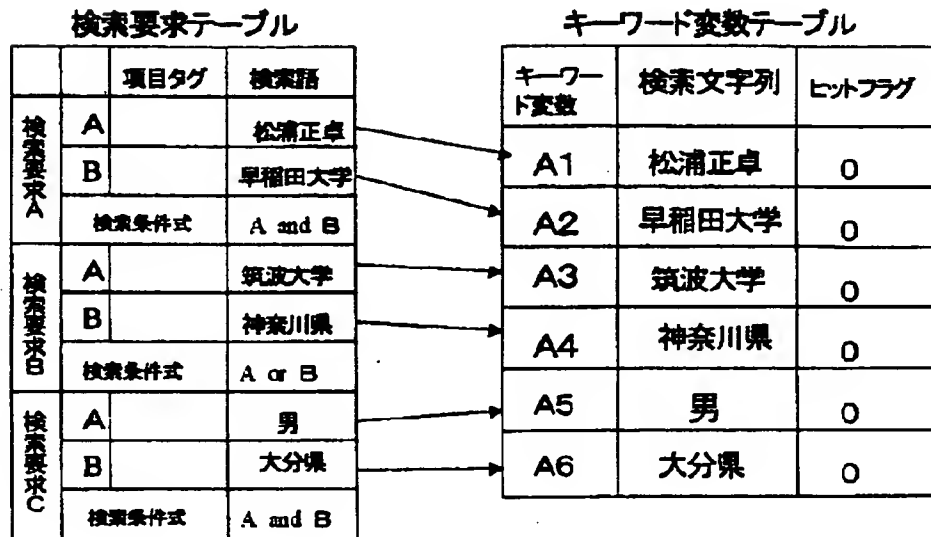 検索要求テーブル
項目タグ 検索語
検索要求A
A 松浦正卓
B 早稲田大学
検索条件式 A and B
検索要求B
A 筑波大学
B 神奈川県
検索条件式 A or B
検索要求C
A 男
B 大分県
検索条件式 A and B
キーワード変数テーブル
キーワー
ド変数 検索文字列 ヒットフラグ
A1 松浦正卓 0
A2 早稲田大学 0
A3 筑波大学 0
A4 神奈川県 0
A5 男 0
A6 大分県 0